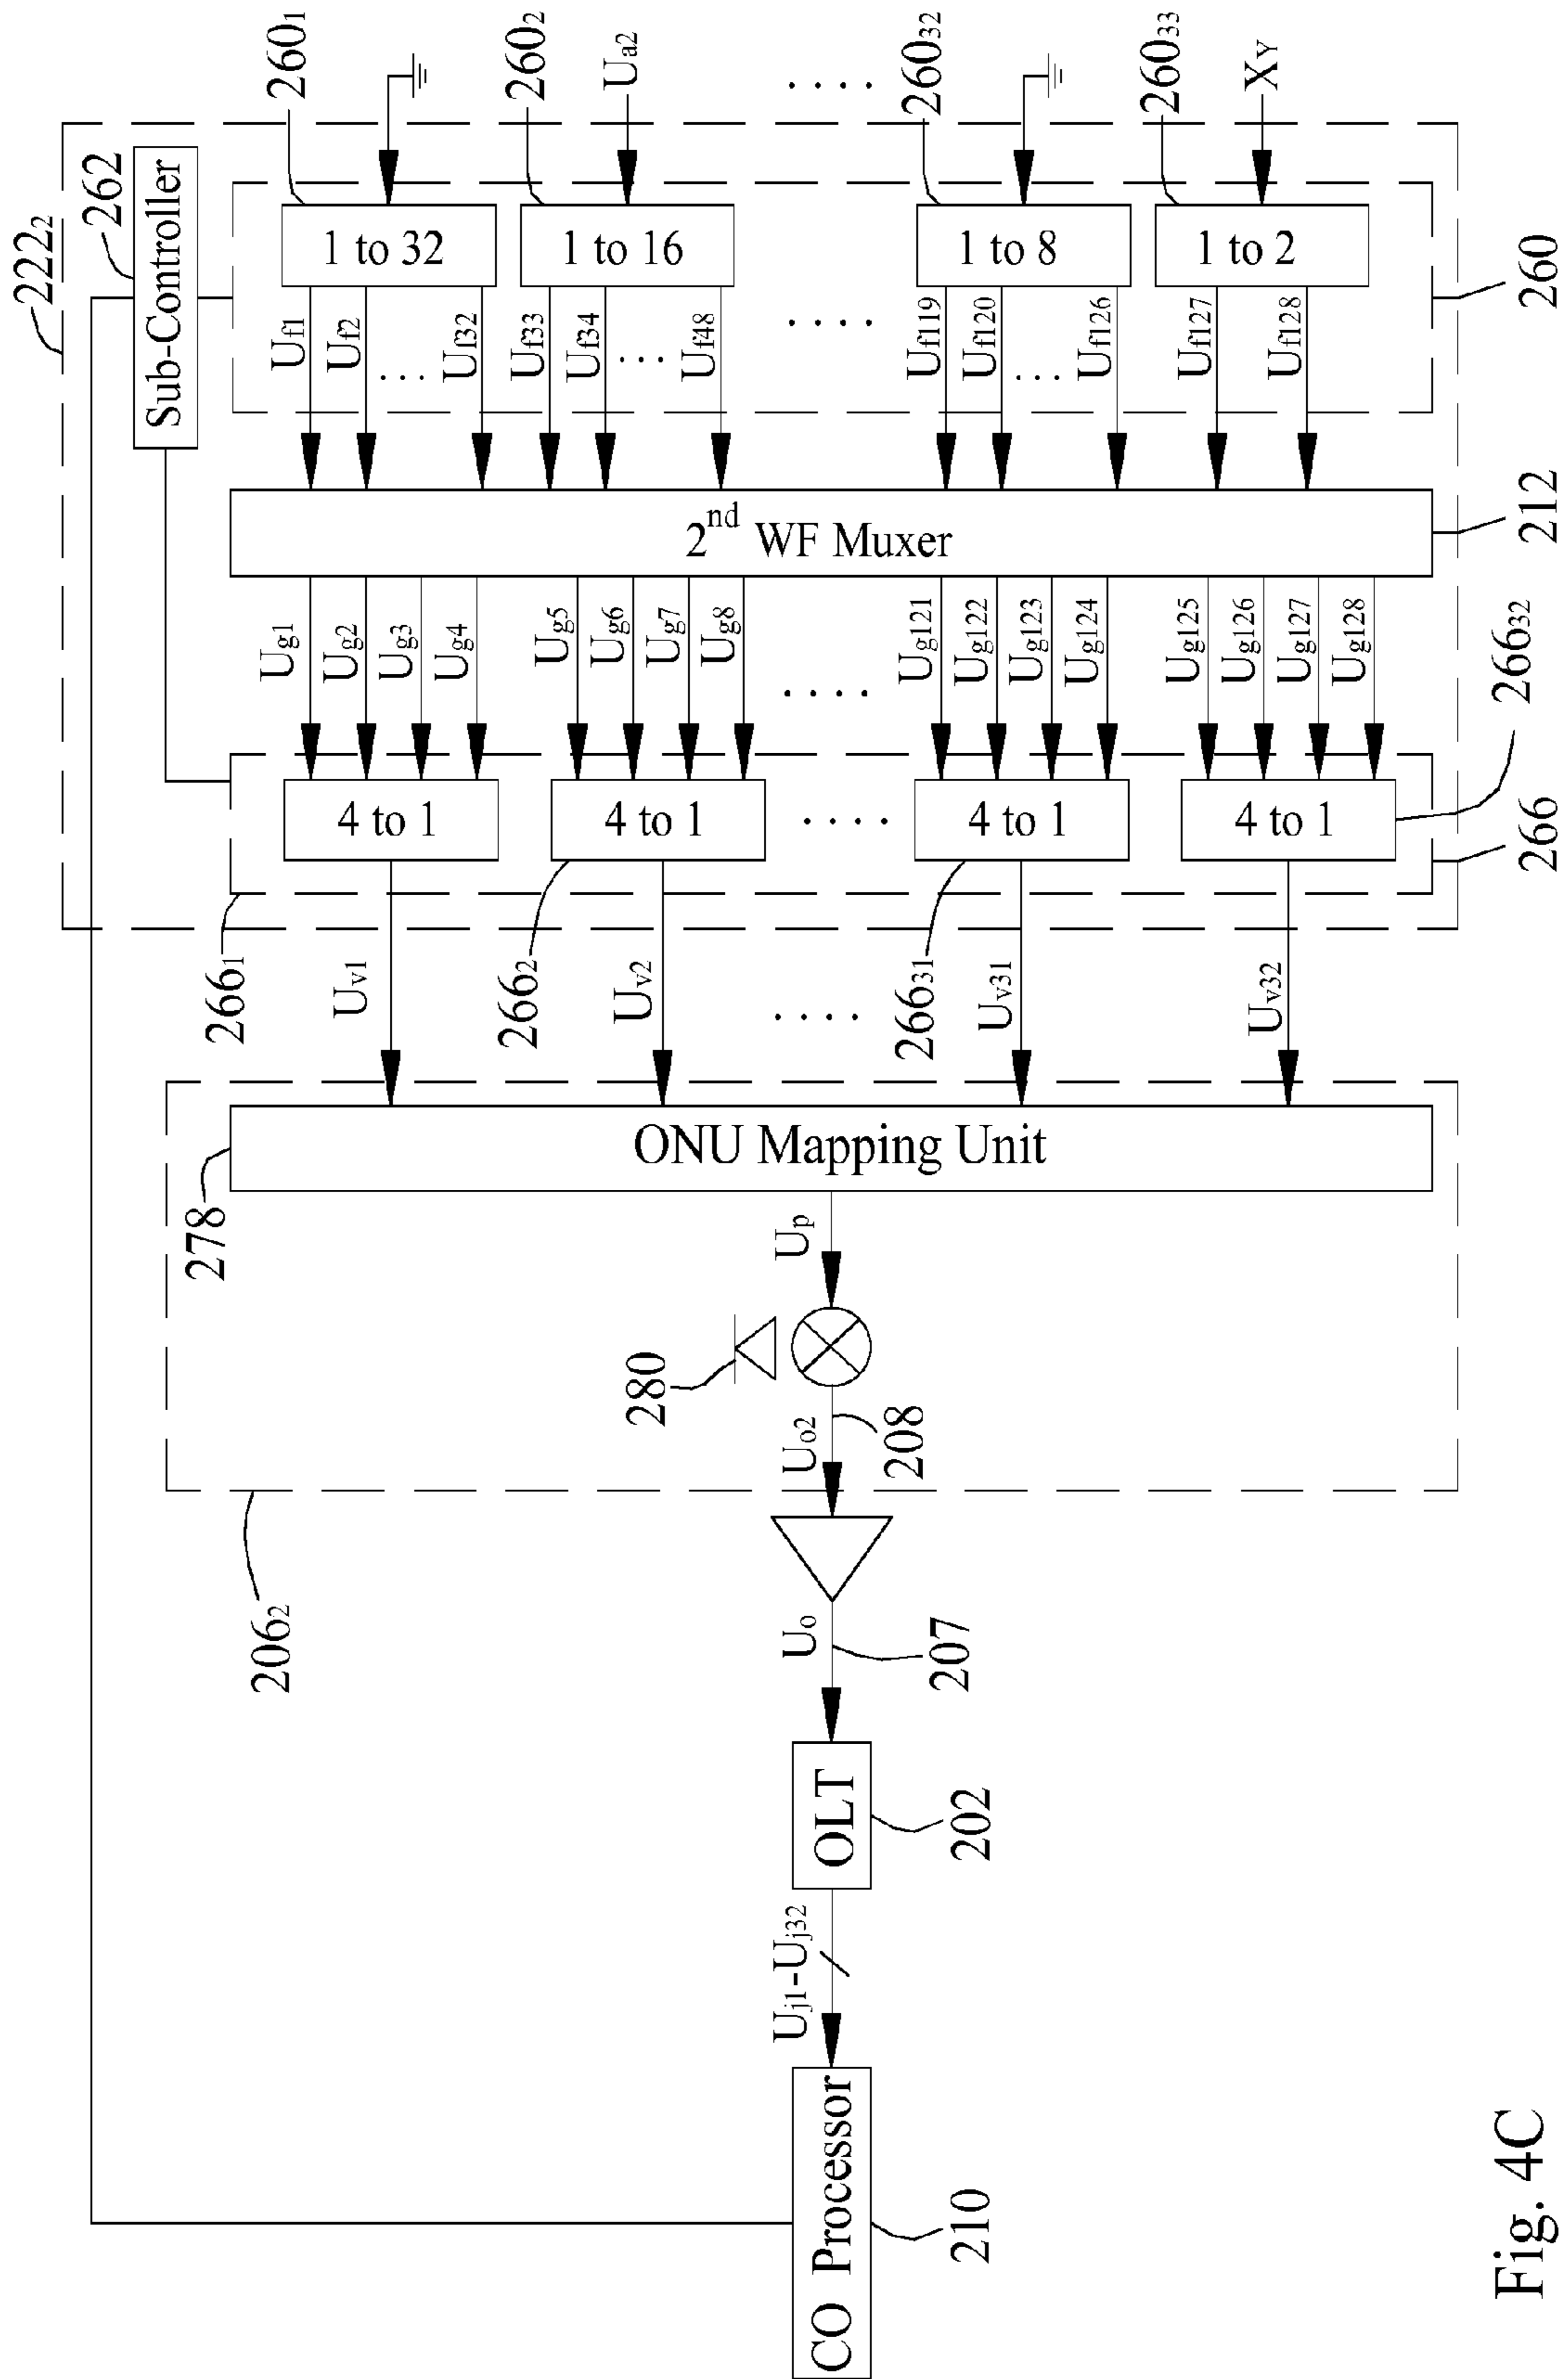 222₂
262
Sub-Controller
260₁
260₂
U_a2
....
260₃₂
260₃₃
X_Y
1 to 32
1 to 16
1 to 8
1 to 2
260
U_f1
U_f2
...
U_f32
U_f33
U_f34
...
U_f48
....
U_f119
U_f120
...
U_f126
U_f127
U_f128
2nd WF Muxer
212
U_g1
U_g2
U_g3
U_g4
U_g5
U_g6
U_g7
U_g8
....
U_g121
U_g122
U_g123
U_g124
U_g125
U_g126
U_g127
U_g128
266₃₂
4 to 1
4 to 1
....
4 to 1
4 to 1
266
266₁
U_v1
266₂
U_v2
....
266₃₁
U_v31
U_v32
278
ONU Mapping Unit
U_p
280
U_o2
208
206₂
U_o
207
OLT
202
U_j1-U_j32
CO Processor
210
Fig. 4C